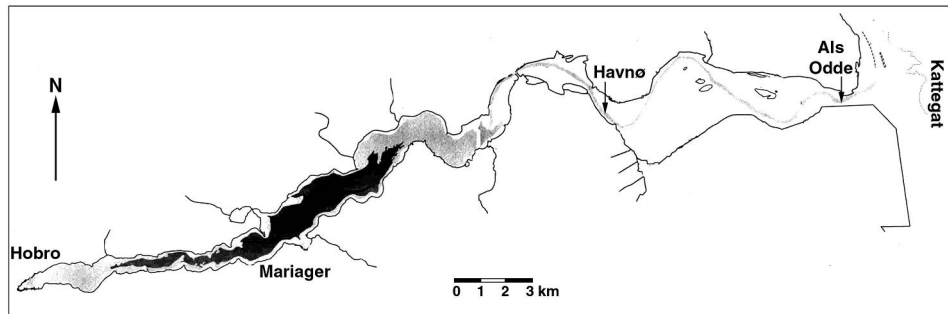 N
Hobro
Mariager
Havnø
Als
Odde
Kattegat
0 1 2 3 km